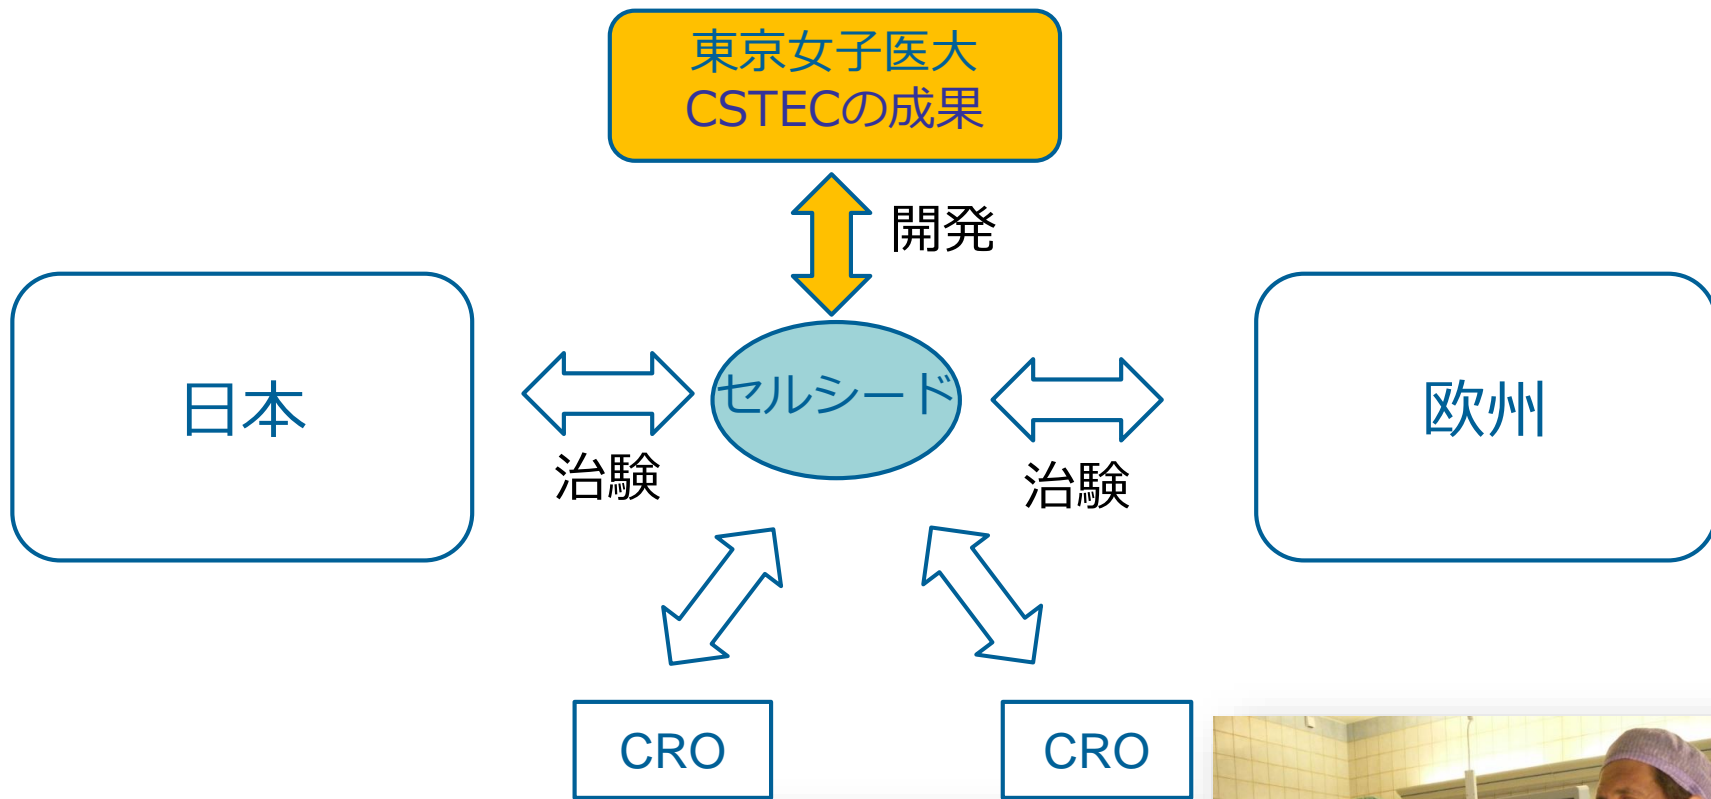 東京女子医大
CSTECの成果
開発
日本
セルシード
欧州
治験
治験
CRO
CRO